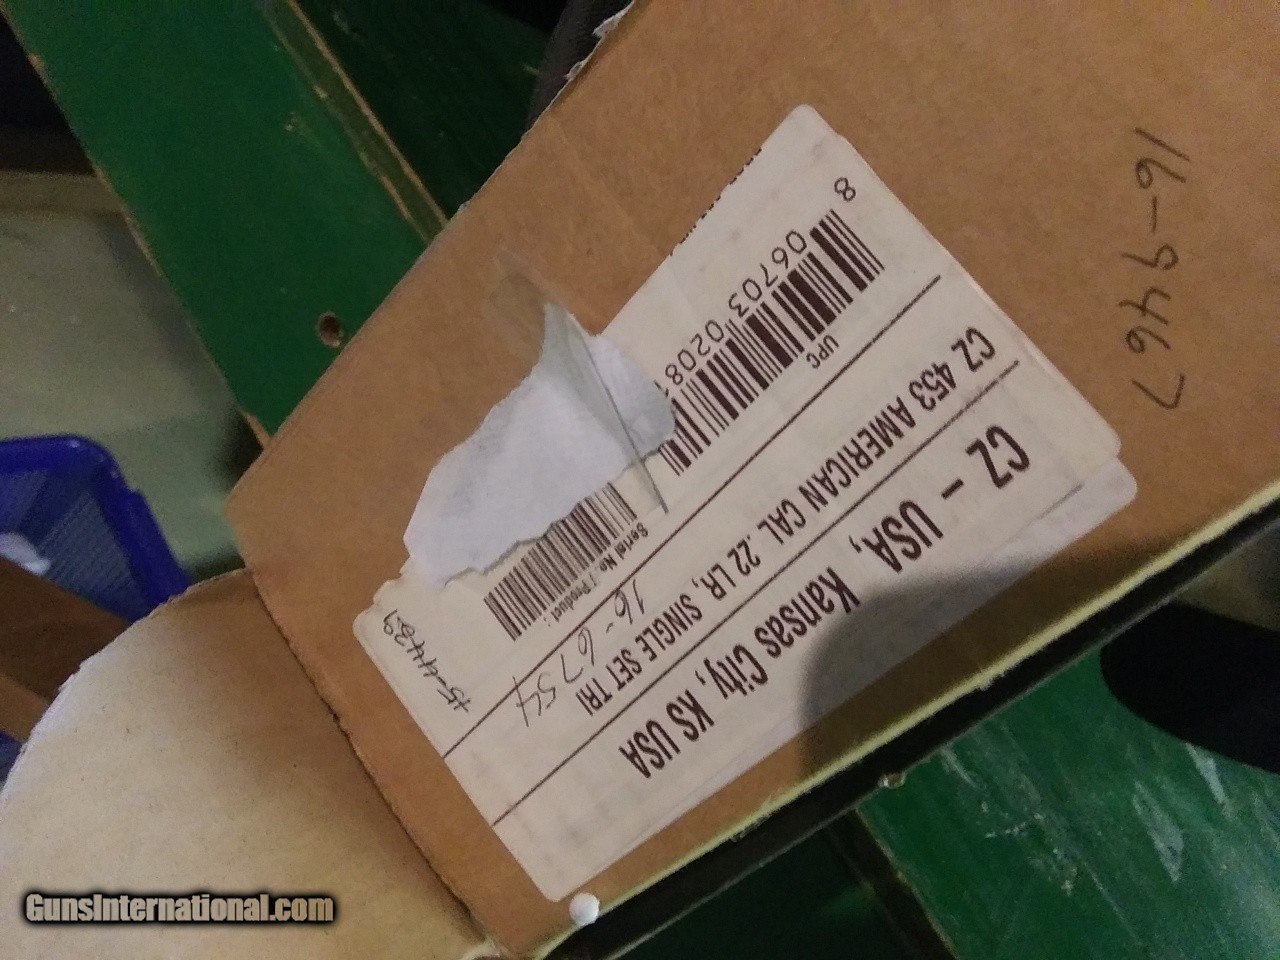 CZ – USA, Kansas City, KS USA
CZ 453 AMERICAN CAL .22 LR, SINGLE SET TRI
16-6754
UPC
8 06703 0208
Serial No. / Product:
15-4439
16-9467
GunsInternational.com